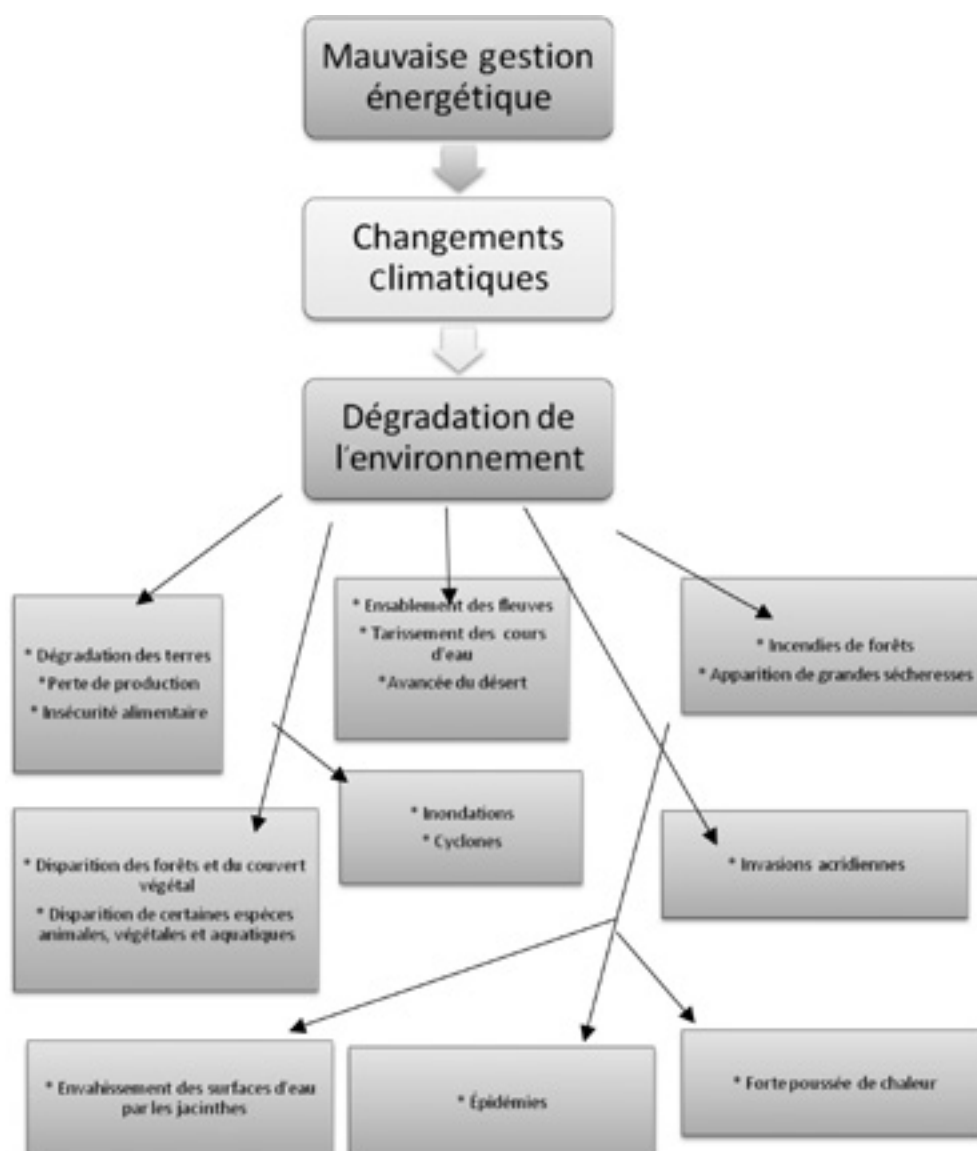 Mauvaise gestion
énergétique
Changements
climatiques
Dégradation de
l'environnement
* Dégradation des terres
*Perte de production
* Insécurité alimentaire
* Ensablement des fleuves
* Tarissement des cours
d'eau
*Avancée du désert
* Incendies de forêts
* Apparition de grandes sécheresses
* Inondations
* Cyclones
* Disparition des forêts et du couvert
végétal
* Disparition de certaines espèces
animales, végétales et aquatiques
* Invasions acridiennes
* Envahissement des surfaces d'eau
par les jacinthes
* Épidémies
* Forte poussée de chaleur